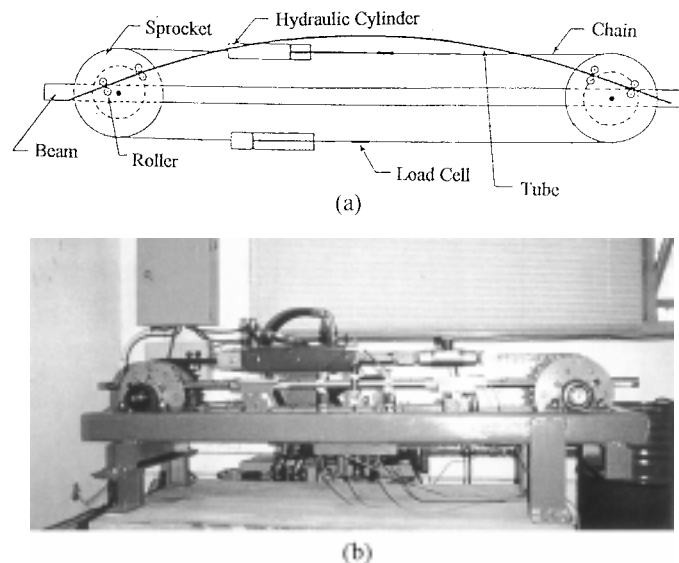 Sprocket
Hydraulic Cylinder
Chain
Beam
Roller
Load Cell
Tube
(a)
(b)